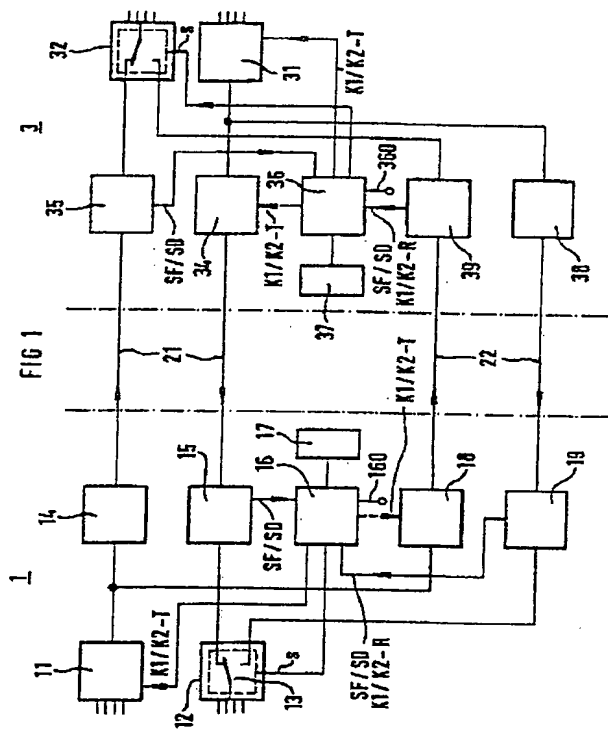 FIG 1
1
3
11
14
21
35
32
s
K1/K2-T
SF/SD
12
13
s
15
SF/SD
34
K1/K2-T
31
K1/K2-T
16
17
160
37
36
360
SF/SD
K1/K2-R
K1/K2-T
18
22
39
SF/SD
K1/K2-R
19
38